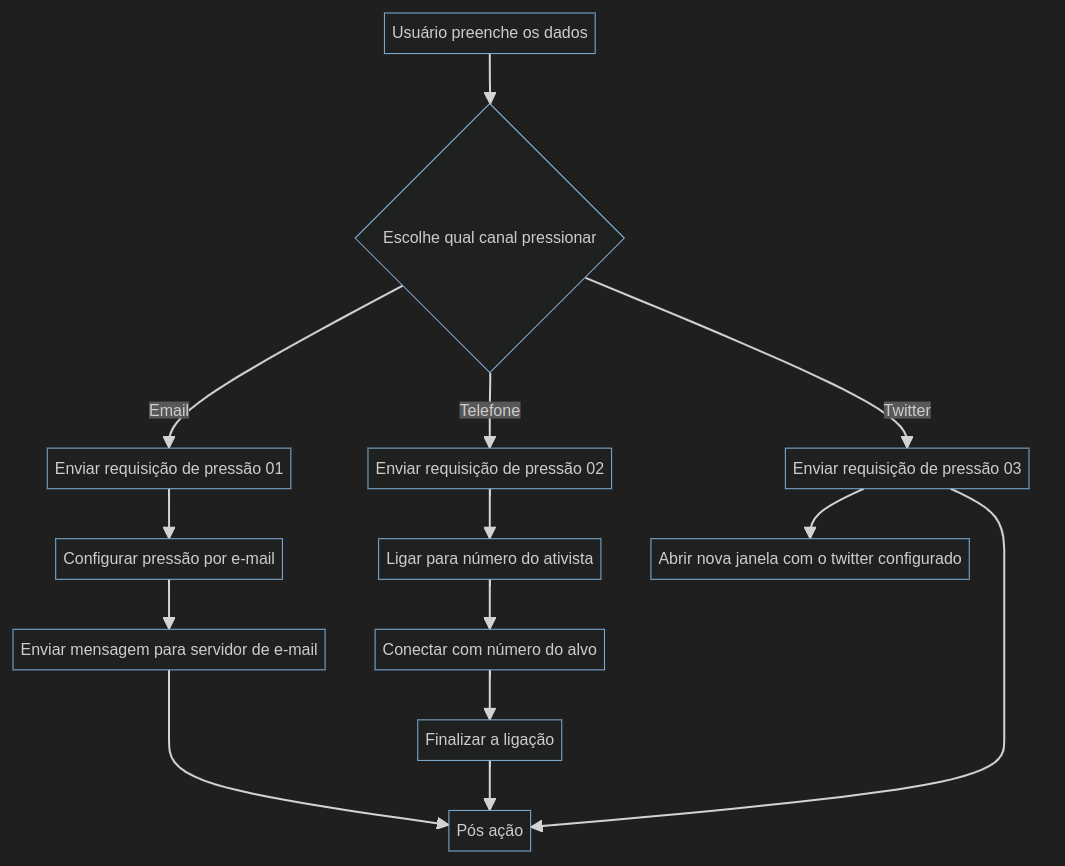 Usuário preenche os dados
Escolhe qual canal pressionar
Email
Telefone
Twitter
Enviar requisição de pressão 01
Enviar requisição de pressão 02
Enviar requisição de pressão 03
Configurar pressão por e-mail
Ligar para número do ativista
Abrir nova janela com o twitter configurado
Enviar mensagem para servidor de e-mail
Conectar com número do alvo
Finalizar a ligação
Pós ação